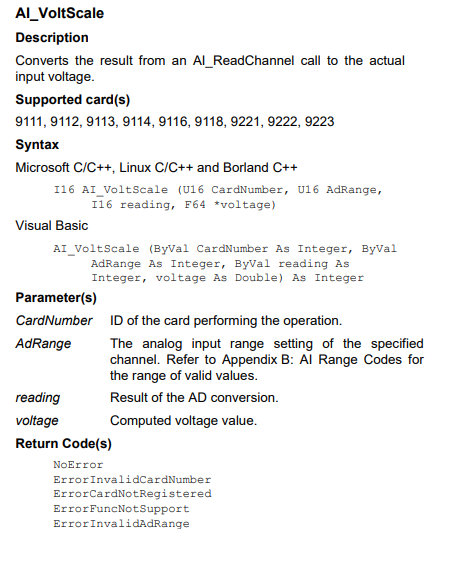 AI_VoltScale
Description
Converts the result from an AI_ReadChannel call to the actual
input voltage.
Supported card(s)
9111, 9112, 9113, 9114, 9116, 9118, 9221, 9222, 9223
Syntax
Microsoft C/C++, Linux C/C++ and Borland C++
I16 AI_VoltScale (U16 CardNumber, U16 AdRange,
I16 reading, F64 *voltage)
Visual Basic
AI_VoltScale (ByVal CardNumber As Integer, ByVal
AdRange As Integer, ByVal reading As
Integer, voltage As Double) As Integer
Parameter(s)
CardNumber ID of the card performing the operation.
AdRange The analog input range setting of the specified
channel. Refer to Appendix B: AI Range Codes for
the range of valid values.
reading Result of the AD conversion.
voltage Computed voltage value.
Return Code(s)
NoError
ErrorInvalidCardNumber
ErrorCardNotRegistered
ErrorFuncNotSupport
ErrorInvalidAdRange